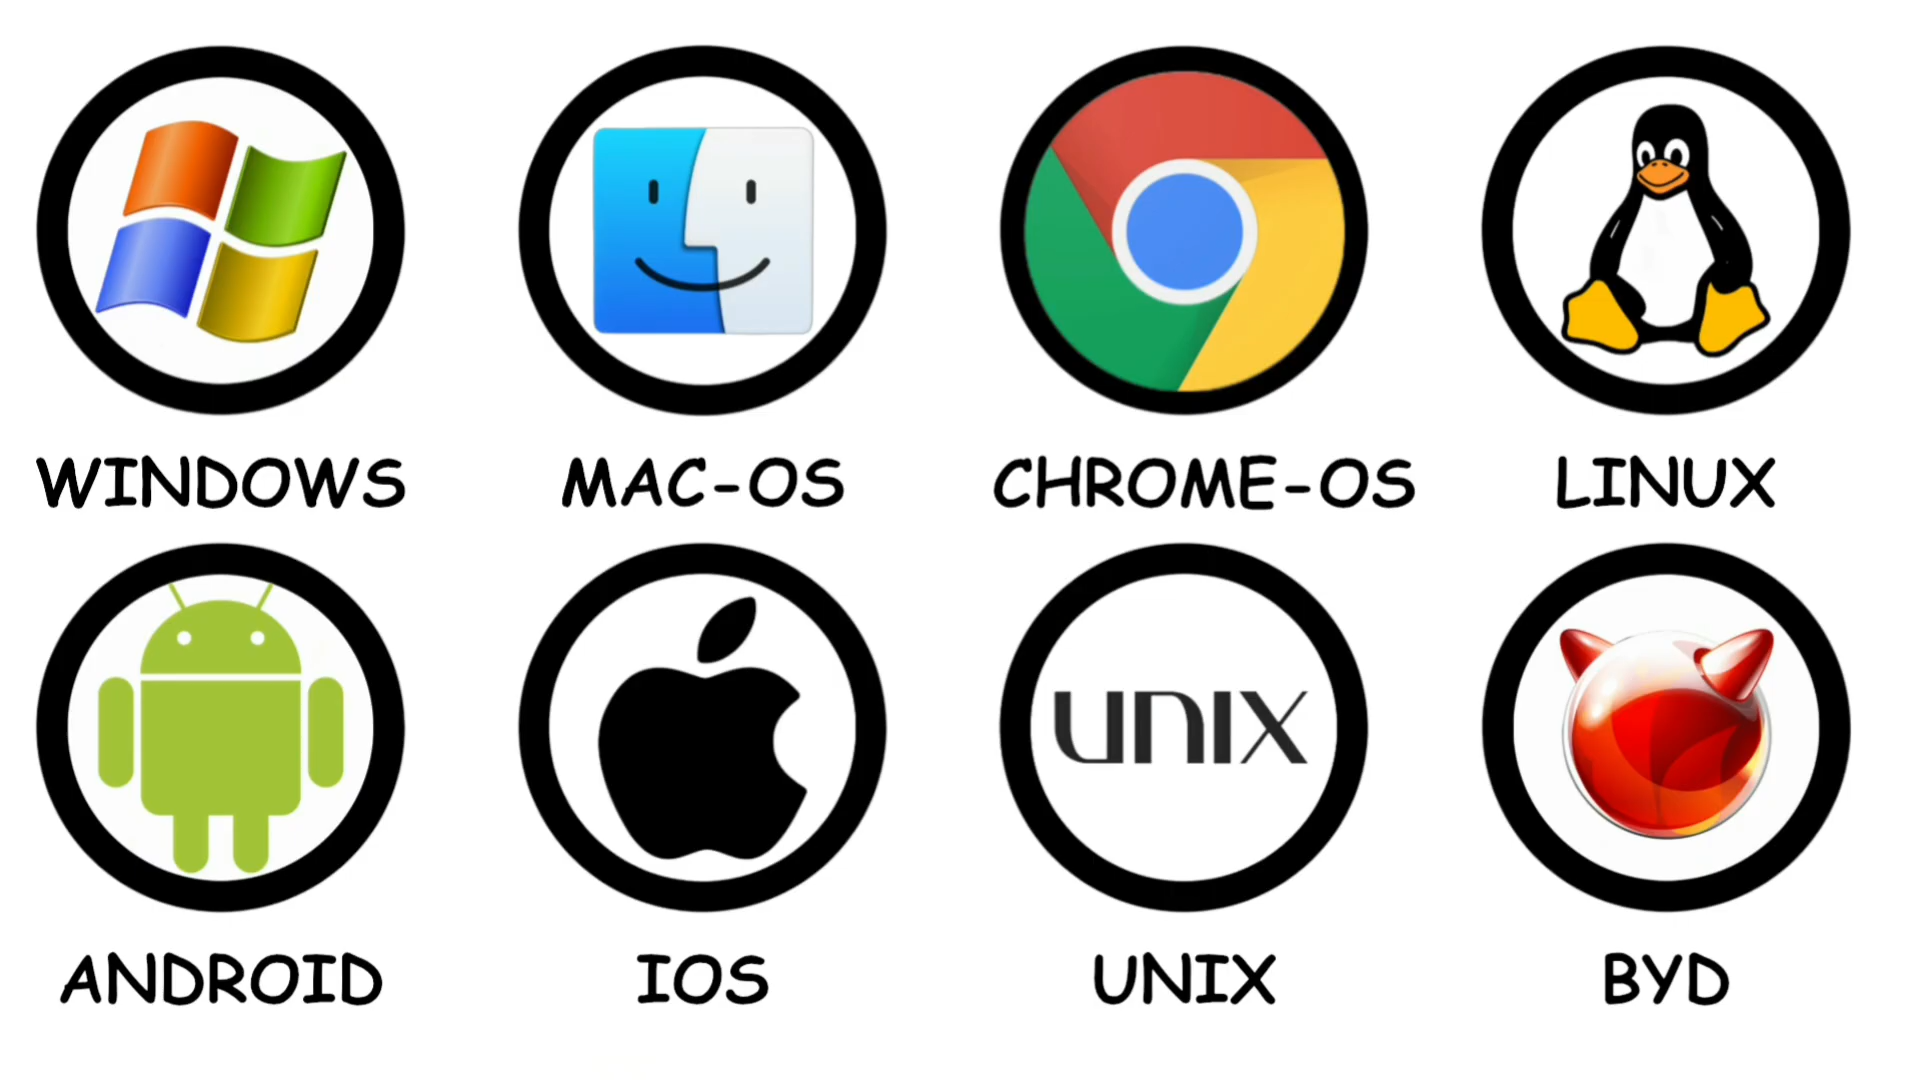 WINDOWS
MAC-OS
CHROME-OS
LINUX
UNIX
ANDROID
IOS
UNIX
BYD